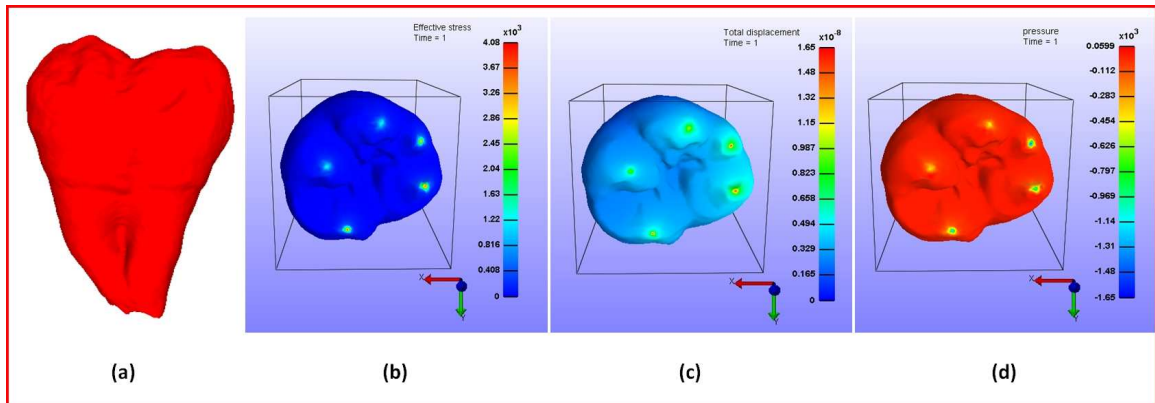 Effective stress
Time = 1
×10³
4.08
3.67
3.26
2.86
2.45
2.04
1.63
1.22
0.816
0.408
0
X
Y
Total displacement
Time = 1
×10⁻⁸
1.65
1.48
1.32
1.15
0.987
0.823
0.658
0.494
0.329
0.165
0
X
Y
pressure
Time = 1
×10³
0.0599
-0.112
-0.283
-0.454
-0.626
-0.797
-0.969
-1.14
-1.31
-1.48
-1.65
X
Y
(a)
(b)
(c)
(d)